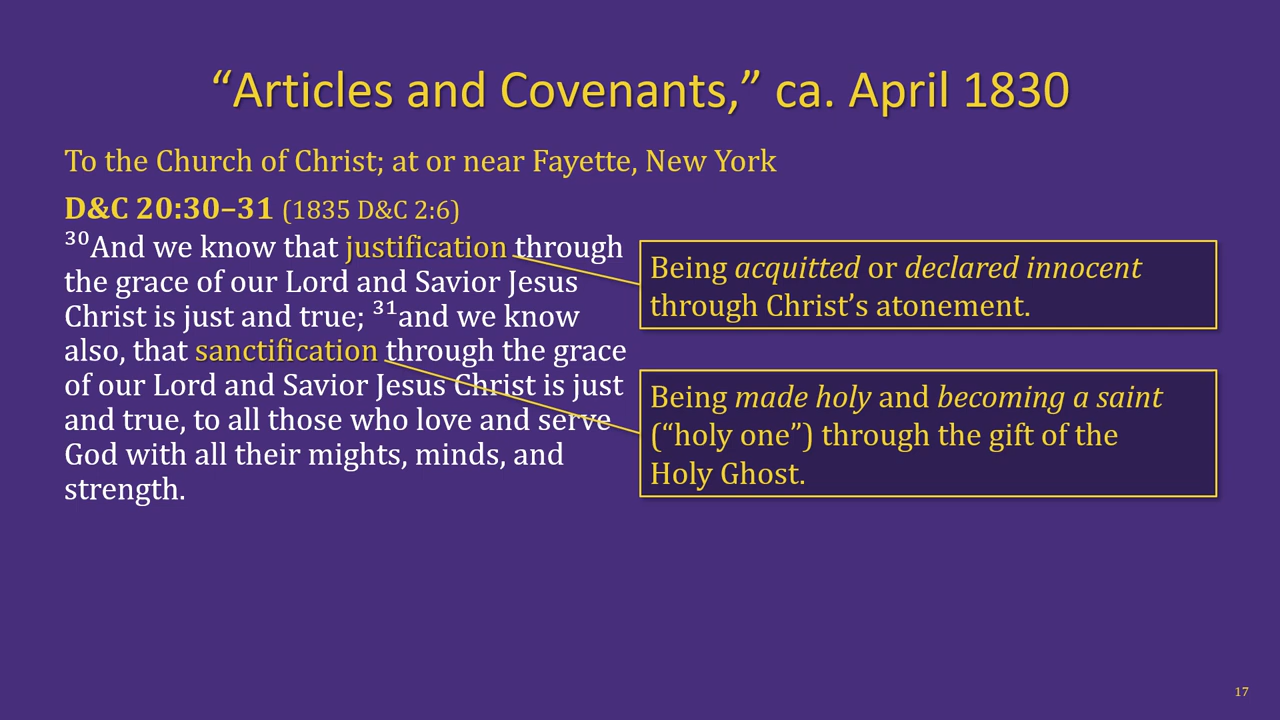 “Articles and Covenants,” ca. April 1830
To the Church of Christ; at or near Fayette, New York
D&C 20:30–31 (1835 D&C 2:6)
³⁰And we know that justification through
the grace of our Lord and Savior Jesus
Christ is just and true; ³¹and we know
also, that sanctification through the grace
of our Lord and Savior Jesus Christ is just
and true, to all those who love and serve
God with all their mights, minds, and
strength.
Being acquitted or declared innocent
through Christ’s atonement.
Being made holy and becoming a saint
(“holy one”) through the gift of the
Holy Ghost.
17